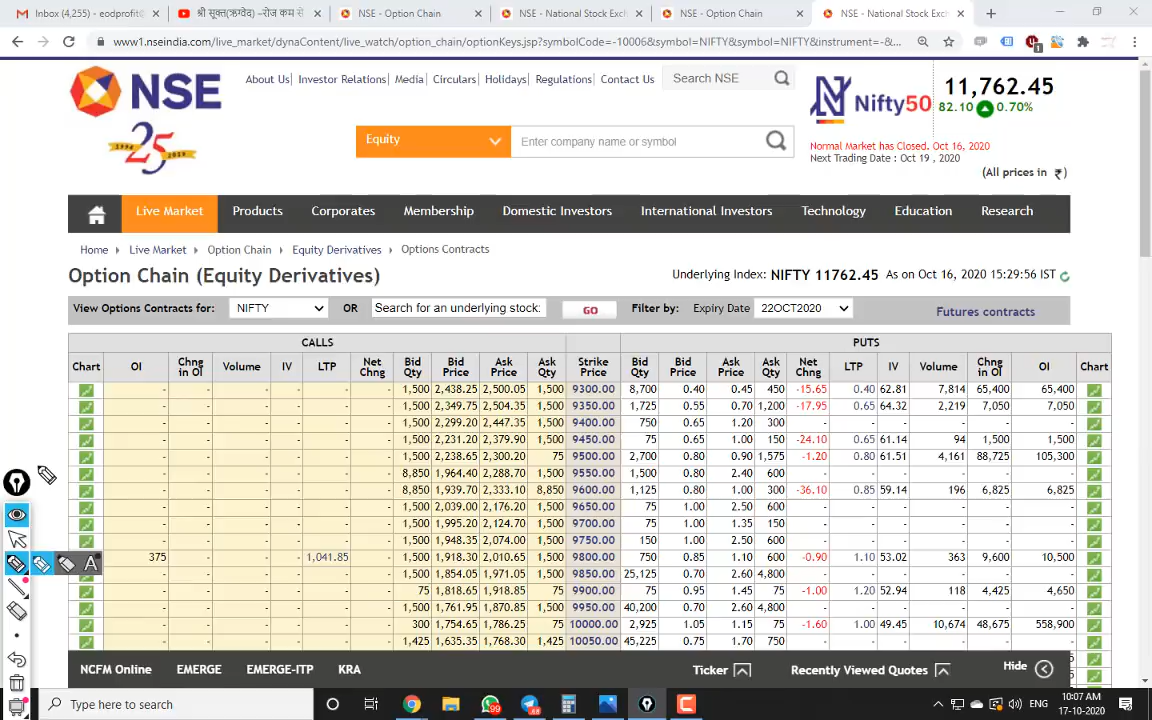 Inbox (4,255) - eodprofit@
श्री सूक्त(ऋग्वेद) -रोज कम से
NSE - Option Chain
NSE - National Stock Exc
NSE - Option Chain
NSE - National Stock Exc
www1.nseindia.com/live_market/dynaContent/live_watch/option_chain/optionKeys.jsp?symbolCode=-10006&symbol=NIFTY&symbol=NIFTY&instrument=-&...
NSE
25
About Us| Investor Relations| Media| Circulars| Holidays| Regulations| Contact Us
Search NSE
Nifty50
11,762.45
82.10 0.70%
Equity
Enter company name or symbol
Normal Market has Closed. Oct 16, 2020
Next Trading Date : Oct 19 , 2020
(All prices in ₹)
Live Market Products Corporates Membership Domestic Investors International Investors Technology Education Research
Home Live Market Option Chain Equity Derivatives Options Contracts
Option Chain (Equity Derivatives)
Underlying Index: NIFTY 11762.45 As on Oct 16, 2020 15:29:56 IST
View Options Contracts for: NIFTY OR Search for an underlying stock: GO Filter by: Expiry Date 22OCT2020 Futures contracts
CALLS PUTS
Chart OI Chng in OI Volume IV LTP Net Chng Bid Qty Bid Price Ask Price Ask Qty Strike Price Bid Qty Bid Price Ask Price Ask Qty Net Chng LTP IV Volume Chng in OI OI Chart
- - - - - - 1,500 2,438.25 2,500.05 1,500 9300.00 8,700 0.40 0.45 450 -15.65 0.40 62.81 7,814 65,400 65,400
- - - - - - 1,500 2,349.75 2,504.35 1,500 9350.00 1,725 0.55 0.70 1,200 -17.95 0.65 64.32 2,219 7,050 7,050
- - - - - - 1,500 2,299.20 2,447.35 1,500 9400.00 750 0.65 1.20 300 - - - - - -
- - - - - - 1,500 2,231.20 2,379.90 1,500 9450.00 75 0.65 1.00 150 -24.10 0.65 61.14 94 1,500 1,500
- - - - - - 1,500 2,238.65 2,300.20 75 9500.00 2,700 0.80 0.90 1,575 -1.20 0.80 61.51 4,161 88,725 105,300
- - - - - - 8,850 1,964.40 2,288.70 1,500 9550.00 1,500 0.80 2.40 600 - - - - - -
- - - - - - 8,850 1,939.70 2,333.10 8,850 9600.00 1,125 0.80 1.00 300 -36.10 0.85 59.14 196 6,825 6,825
- - - - - - 1,500 2,039.00 2,176.20 1,500 9650.00 75 1.00 2.50 600 - - - - - -
- - - - - - 1,500 1,995.20 2,124.70 1,500 9700.00 75 1.00 1.35 150 - - - - - -
- - - - - - 1,500 1,948.35 2,074.00 1,500 9750.00 150 1.00 2.50 600 - - - - - -
375 - - - 1,041.85 - 1,500 1,918.30 2,010.65 1,500 9800.00 750 0.85 1.10 600 -0.90 1.10 53.02 363 9,600 10,500
- - - - - - 1,500 1,854.05 1,971.05 1,500 9850.00 25,125 0.70 2.60 4,800 - - - - - -
- - - - - - 75 1,818.65 1,918.85 75 9900.00 75 0.95 1.45 75 -1.00 1.20 52.94 118 4,425 4,650
- - - - - - 1,500 1,761.95 1,870.85 1,500 9950.00 40,200 0.70 2.60 4,800 - - - - - -
- - - - - - 300 1,754.65 1,786.25 75 10000.00 2,925 1.05 1.15 75 -1.60 1.00 49.45 10,674 48,675 558,900
- - - - - - 1,425 1,635.35 1,768.30 1,425 10050.00 45,225 0.75 1.70 750 - - - - - -
A
NCFM Online EMERGE EMERGE-ITP KRA Ticker Recently Viewed Quotes Hide
Type here to search
ENG
10:07 AM
17-10-2020